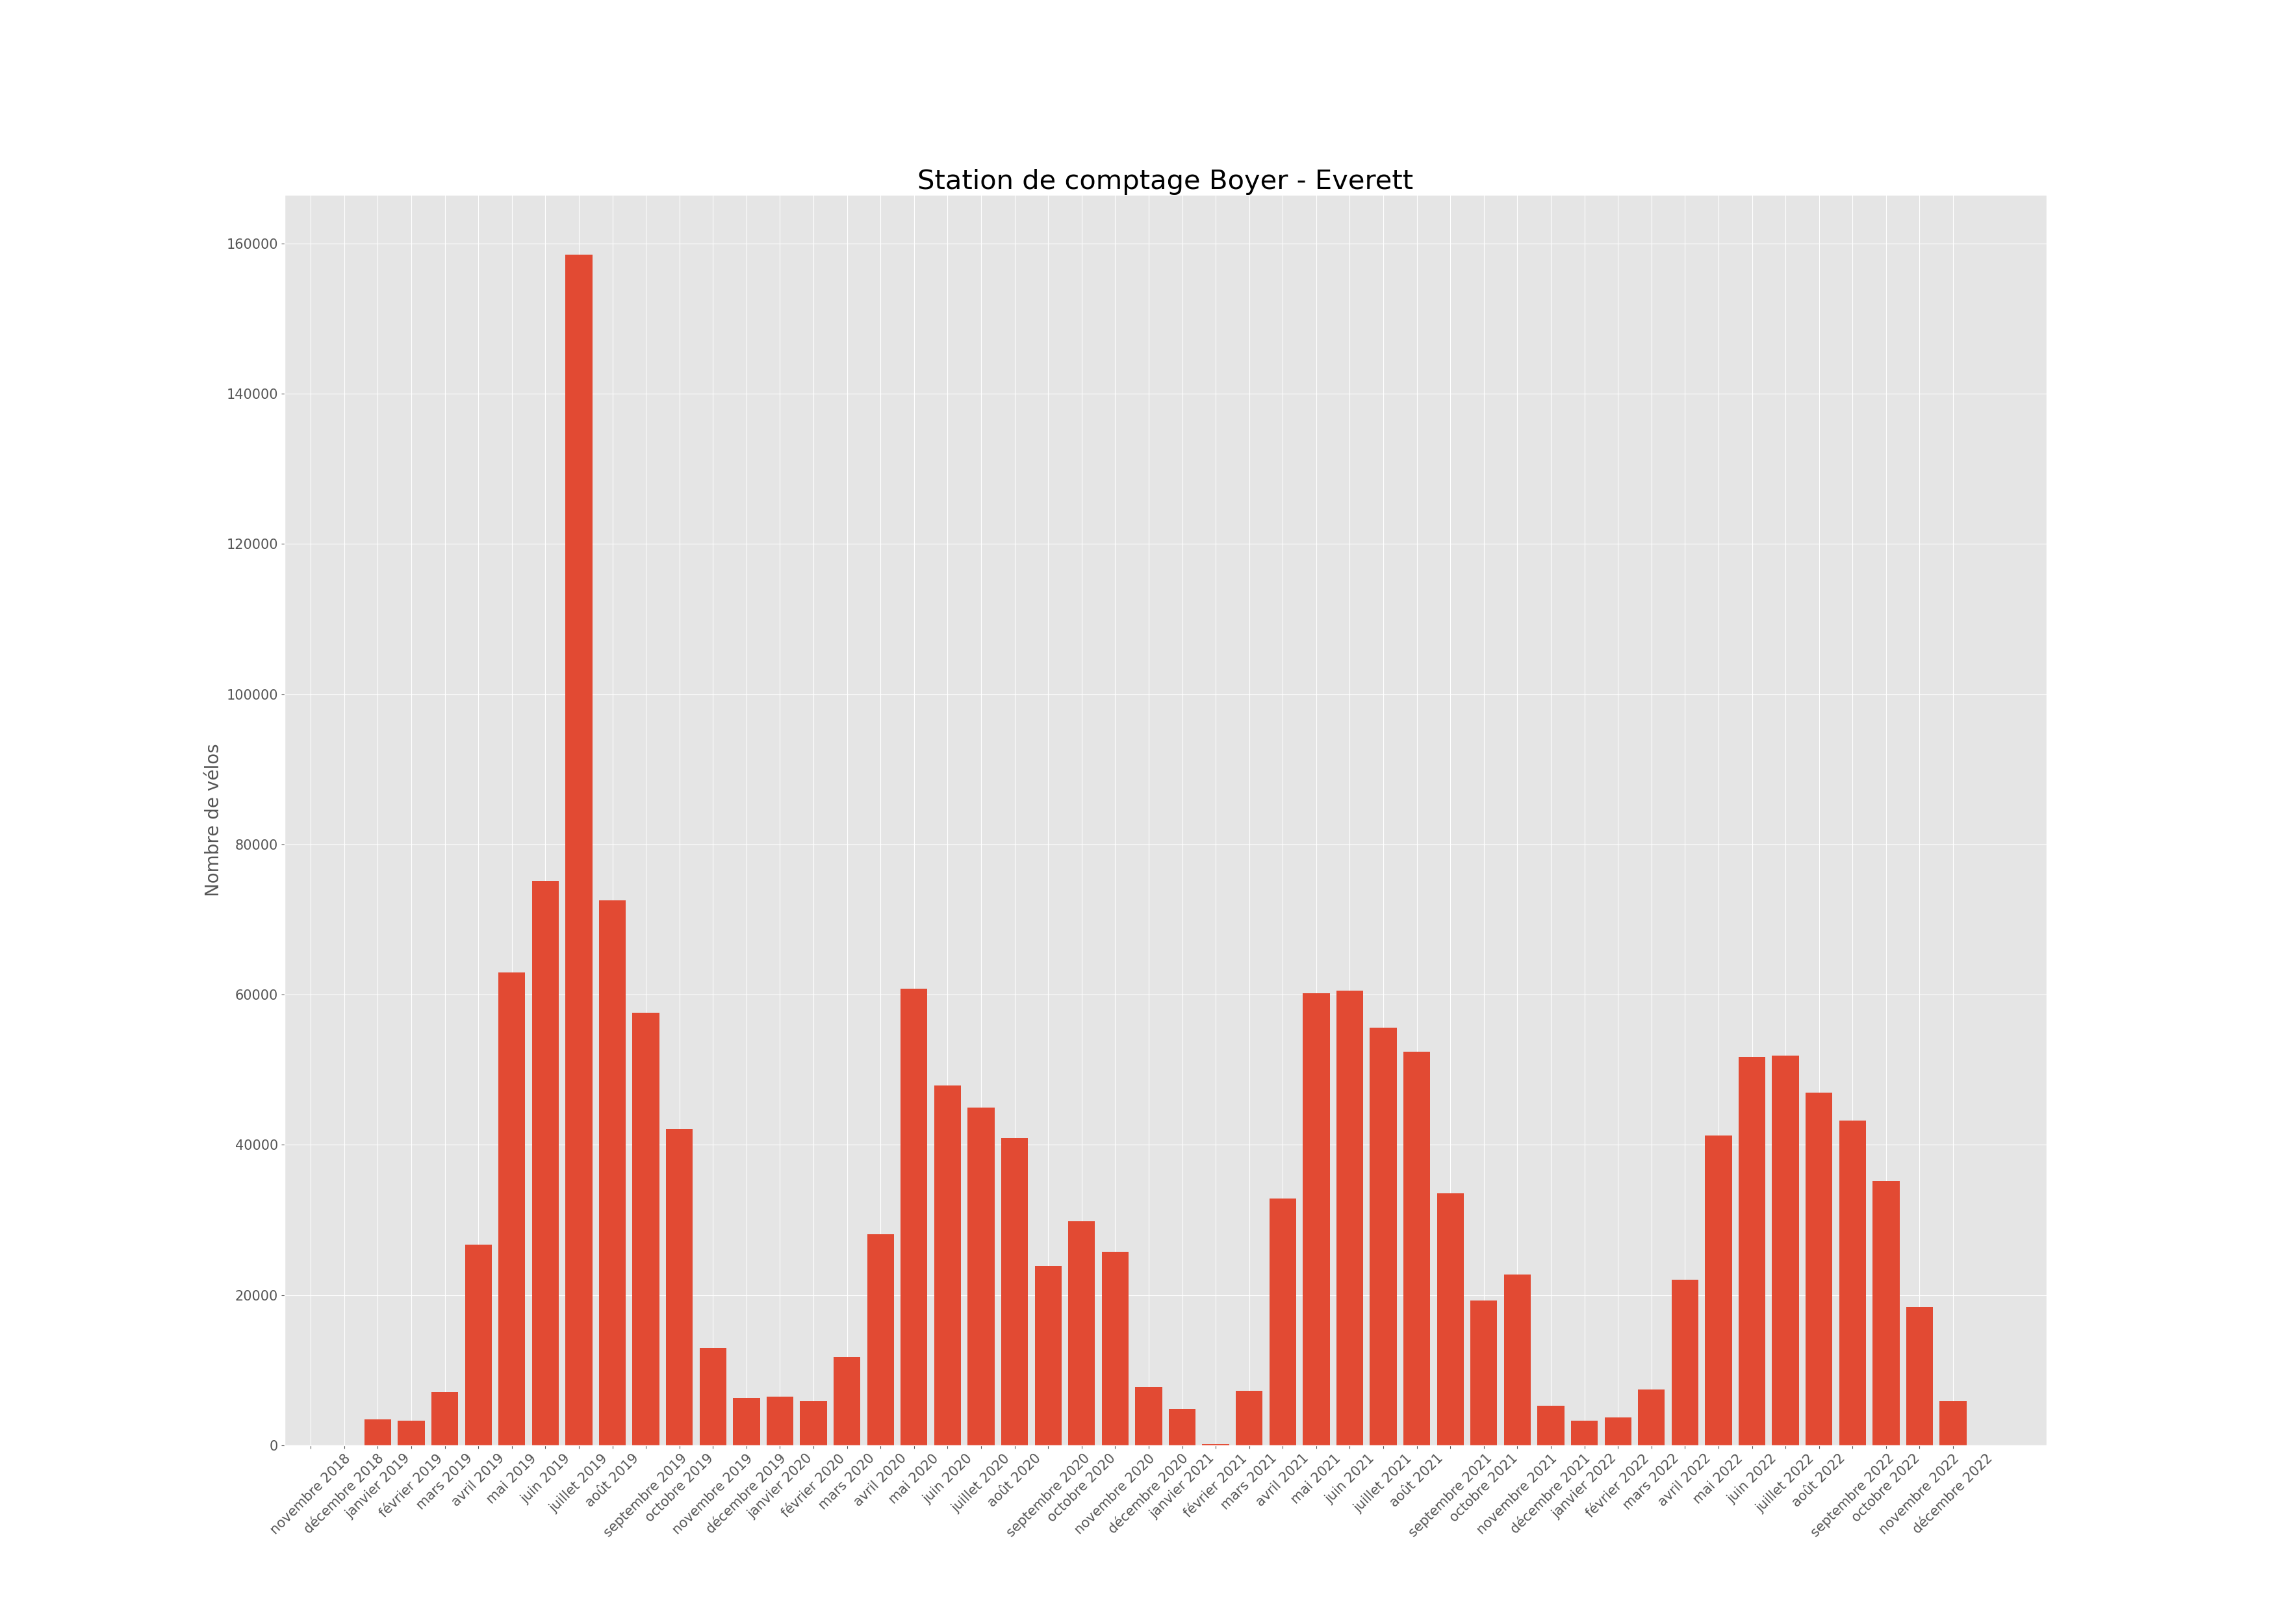 Station de comptage Boyer - Everett
160000
140000
120000
100000
80000
60000
40000
20000
0
Nombre de vélos
novembre 2018
décembre 2018
janvier 2019
février 2019
mars 2019
avril 2019
mai 2019
juin 2019
juillet 2019
août 2019
septembre 2019
octobre 2019
novembre 2019
décembre 2019
janvier 2020
février 2020
mars 2020
avril 2020
mai 2020
juin 2020
juillet 2020
août 2020
septembre 2020
octobre 2020
novembre 2020
décembre 2020
janvier 2021
février 2021
mars 2021
avril 2021
mai 2021
juin 2021
juillet 2021
août 2021
septembre 2021
octobre 2021
novembre 2021
décembre 2021
janvier 2022
février 2022
mars 2022
avril 2022
mai 2022
juin 2022
juillet 2022
août 2022
septembre 2022
octobre 2022
novembre 2022
décembre 2022